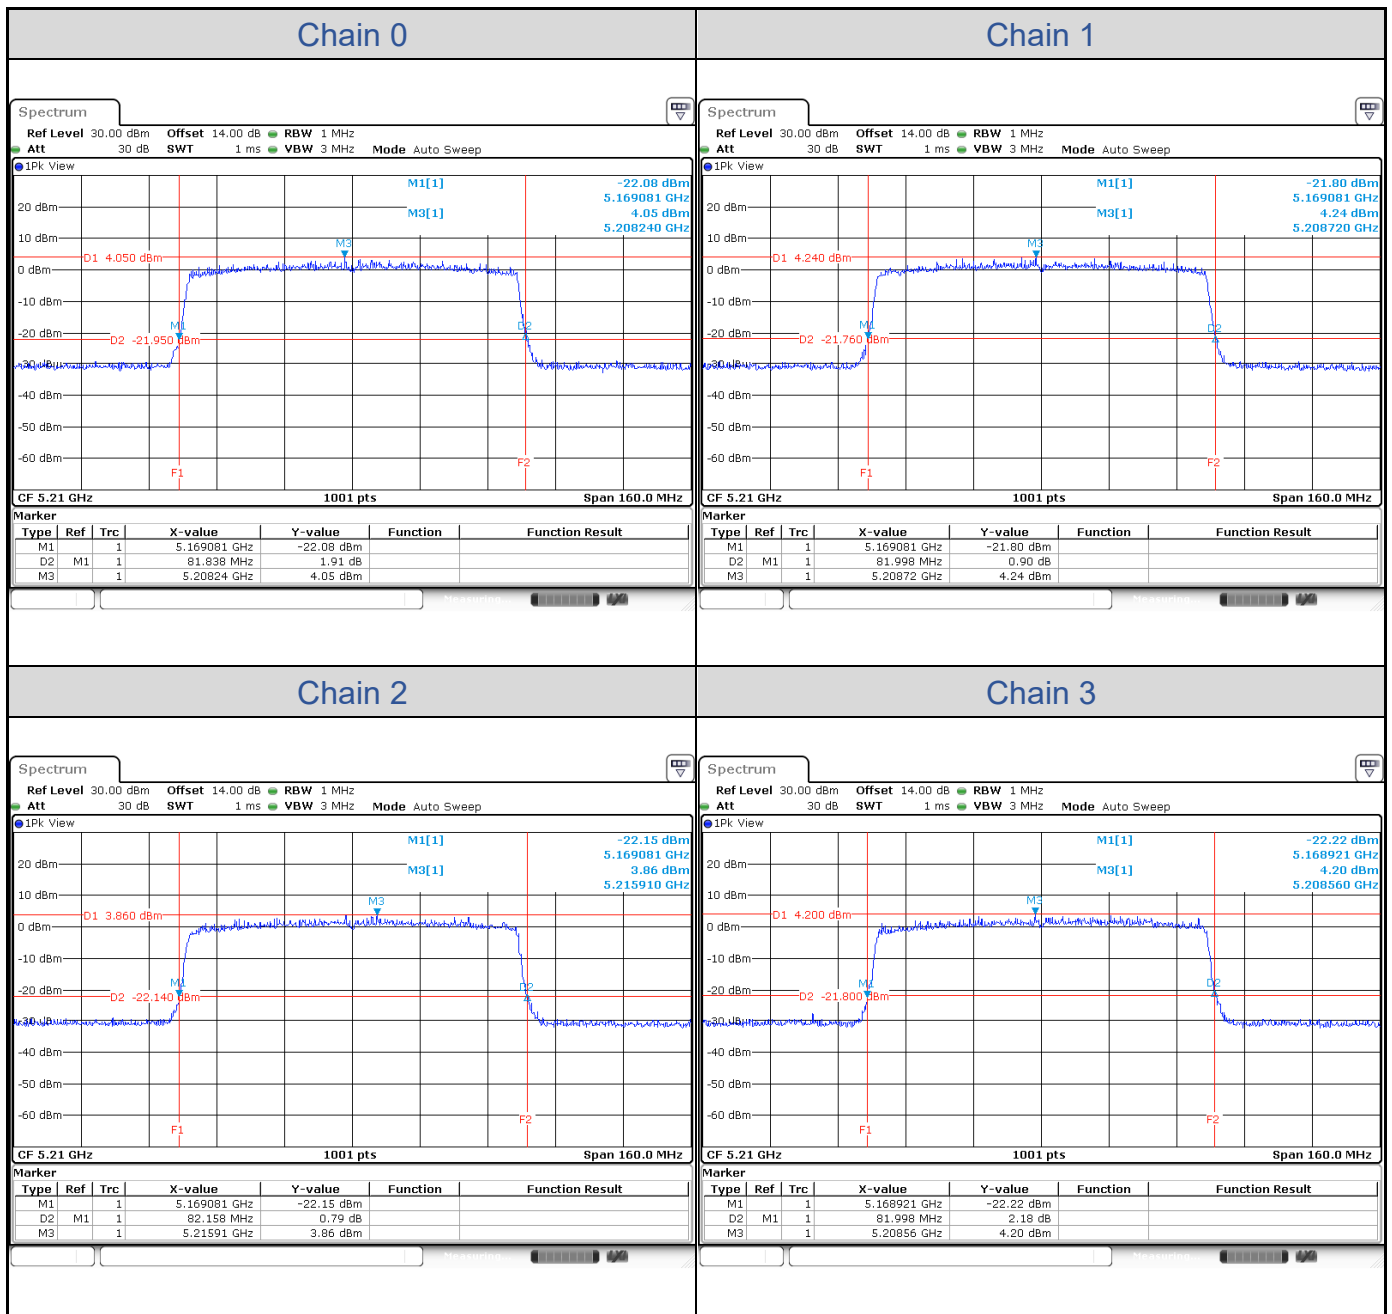 Chain 0
Spectrum
Ref Level 30.00 dBm Offset 14.00 dB RBW 1 MHz
Att 30 dB SWT 1 ms VBW 3 MHz Mode Auto Sweep
1Pk View
M1[1] -22.08 dBm
5.169081 GHz
20 dBm
M3[1] 4.05 dBm
5.208240 GHz
10 dBm
M3
D1 4.050 dBm
0 dBm
-10 dBm
M1
D2
-20 dBm
D2 -21.950 dBm
-30 dBm
-40 dBm
-50 dBm
-60 dBm
F2
F1
CF 5.21 GHz 1001 pts Span 160.0 MHz
Marker
Type Ref Trc X-value Y-value Function Function Result
M1 1 5.169081 GHz -22.08 dBm
D2 M1 1 81.838 MHz 1.91 dB
M3 1 5.20824 GHz 4.05 dBm
Measuring...
Chain 1
Spectrum
Ref Level 30.00 dBm Offset 14.00 dB RBW 1 MHz
Att 30 dB SWT 1 ms VBW 3 MHz Mode Auto Sweep
1Pk View
M1[1] -21.80 dBm
5.169081 GHz
20 dBm
M3[1] 4.24 dBm
5.208720 GHz
10 dBm
M3
D1 4.240 dBm
0 dBm
-10 dBm
M1
D2
-20 dBm
D2 -21.760 dBm
-30 dBm
-40 dBm
-50 dBm
-60 dBm
F2
F1
CF 5.21 GHz 1001 pts Span 160.0 MHz
Marker
Type Ref Trc X-value Y-value Function Function Result
M1 1 5.169081 GHz -21.80 dBm
D2 M1 1 81.998 MHz 0.90 dB
M3 1 5.20872 GHz 4.24 dBm
Measuring...
Chain 2
Spectrum
Ref Level 30.00 dBm Offset 14.00 dB RBW 1 MHz
Att 30 dB SWT 1 ms VBW 3 MHz Mode Auto Sweep
1Pk View
M1[1] -22.15 dBm
5.169081 GHz
20 dBm
M3[1] 3.86 dBm
5.215910 GHz
10 dBm
M3
D1 3.860 dBm
0 dBm
-10 dBm
M1
D2
-20 dBm
D2 -22.140 dBm
-30 dBm
-40 dBm
-50 dBm
-60 dBm
F2
F1
CF 5.21 GHz 1001 pts Span 160.0 MHz
Marker
Type Ref Trc X-value Y-value Function Function Result
M1 1 5.169081 GHz -22.15 dBm
D2 M1 1 82.158 MHz 0.79 dB
M3 1 5.21591 GHz 3.86 dBm
Measuring...
Chain 3
Spectrum
Ref Level 30.00 dBm Offset 14.00 dB RBW 1 MHz
Att 30 dB SWT 1 ms VBW 3 MHz Mode Auto Sweep
1Pk View
M1[1] -22.22 dBm
5.168921 GHz
20 dBm
M3[1] 4.20 dBm
5.208560 GHz
10 dBm
M3
D1 4.200 dBm
0 dBm
-10 dBm
M1
D2
-20 dBm
D2 -21.800 dBm
-30 dBm
-40 dBm
-50 dBm
-60 dBm
F2
F1
CF 5.21 GHz 1001 pts Span 160.0 MHz
Marker
Type Ref Trc X-value Y-value Function Function Result
M1 1 5.168921 GHz -22.22 dBm
D2 M1 1 81.998 MHz 2.18 dB
M3 1 5.20856 GHz 4.20 dBm
Measuring...